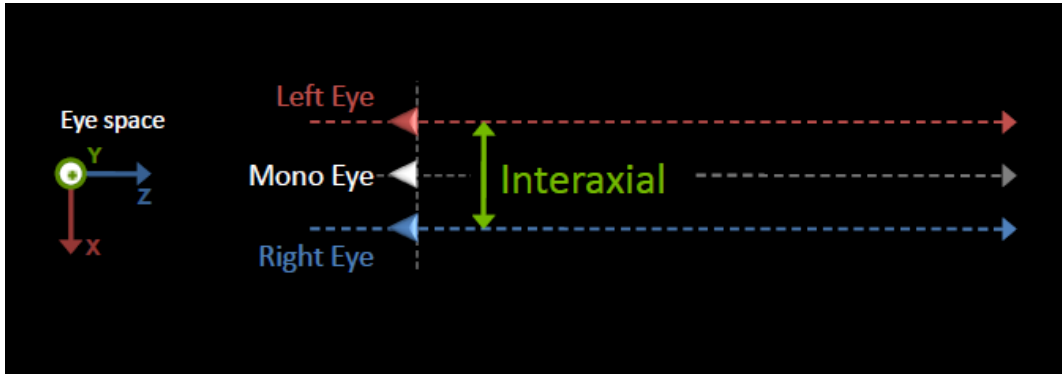 Left Eye
Eye space
Y
Mono Eye
Interaxial
Z
X
Right Eye